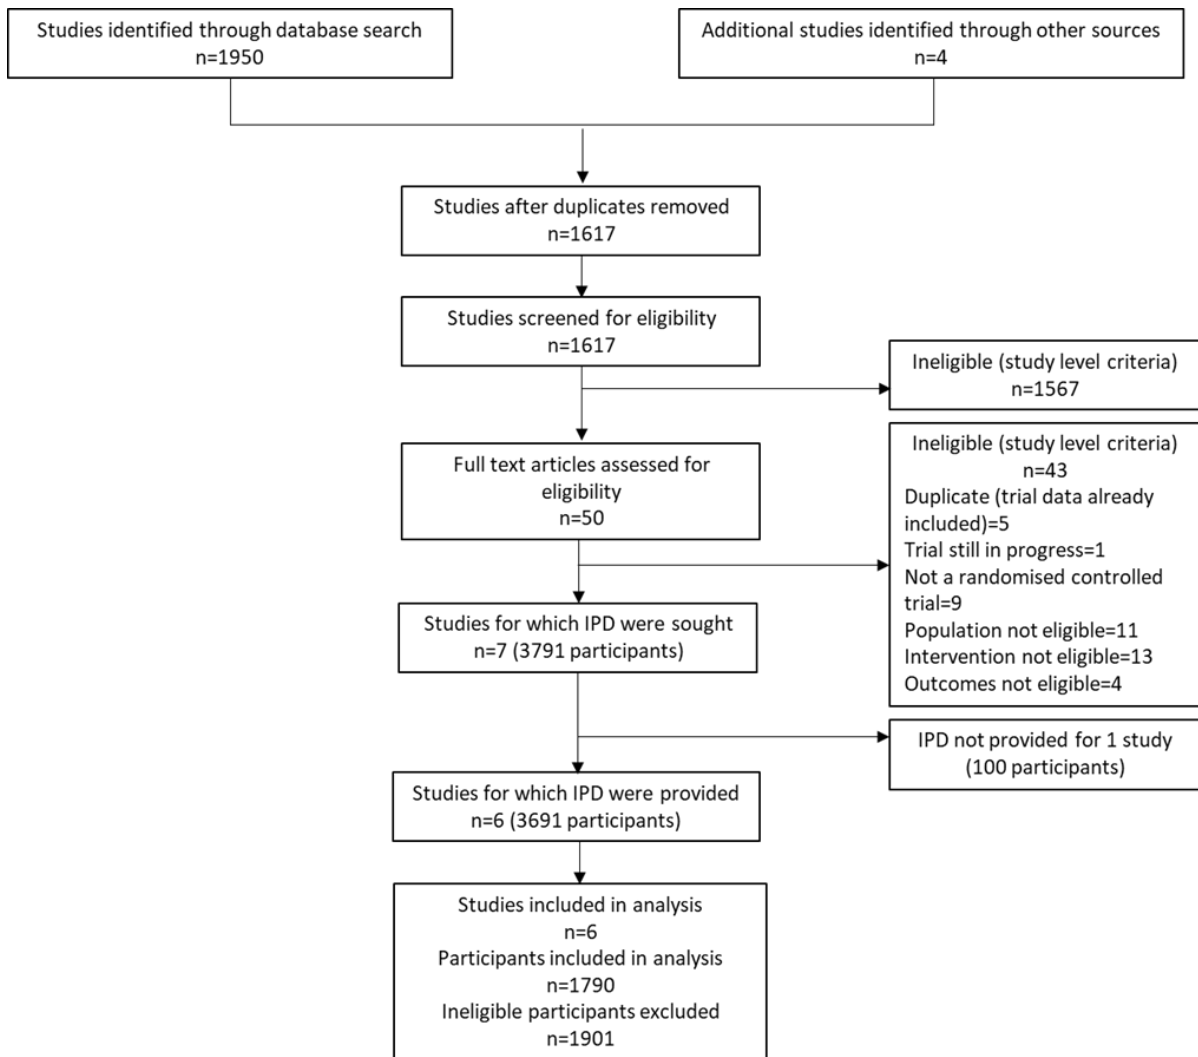 Studies identified through database search
n=1950
Additional studies identified through other sources
n=4
Studies after duplicates removed
n=1617
Studies screened for eligibility
n=1617
Ineligible (study level criteria)
n=1567
Full text articles assessed for
eligibility
n=50
Ineligible (study level criteria)
n=43
Duplicate (trial data already
included)=5
Trial still in progress=1
Not a randomised controlled
trial=9
Population not eligible=11
Intervention not eligible=13
Outcomes not eligible=4
Studies for which IPD were sought
n=7 (3791 participants)
IPD not provided for 1 study
(100 participants)
Studies for which IPD were provided
n=6 (3691 participants)
Studies included in analysis
n=6
Participants included in analysis
n=1790
Ineligible participants excluded
n=1901